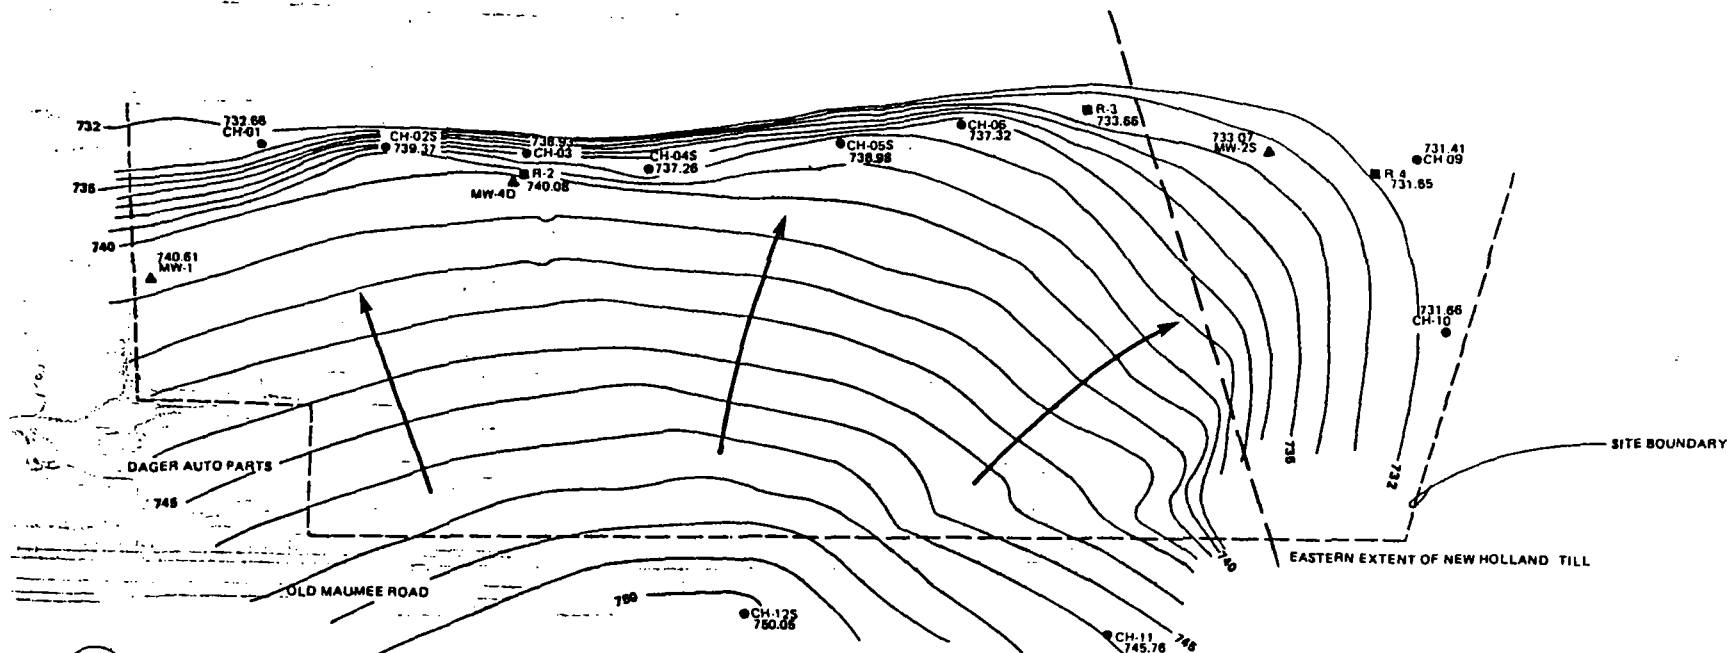 732
732.66
CH-01
736
740
740.61
MW-1
CH-02S
739.37
738.93
CH-03
R-2
740.08
MW-4D
CH-04S
737.26
CH-05S
738.98
CH-06
737.32
R-3
733.66
733.07
MW-2S
731.41
CH 09
R 4
731.65
731.66
CH-10
SITE BOUNDARY
736
732
DAGER AUTO PARTS
745
740
EASTERN EXTENT OF NEW HOLLAND TILL
OLD MAUMEE ROAD
750
CH-12S
750.05
CH-11
745.76
745